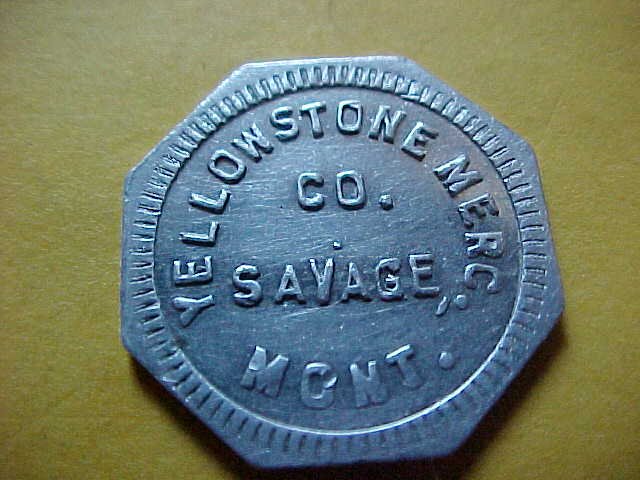 YELLOWSTONE MERC.
CO.
SAVAGE,
MONT.